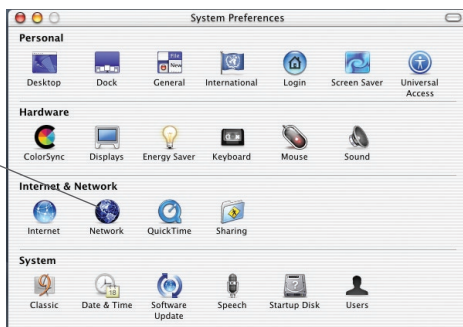 System Preferences
Personal
Desktop Dock General International Login Screen Saver Universal Access
Hardware
ColorSync Displays Energy Saver Keyboard Mouse Sound
Internet & Network
Internet Network QuickTime Sharing
System
Classic Date & Time Software Update Speech Startup Disk Users